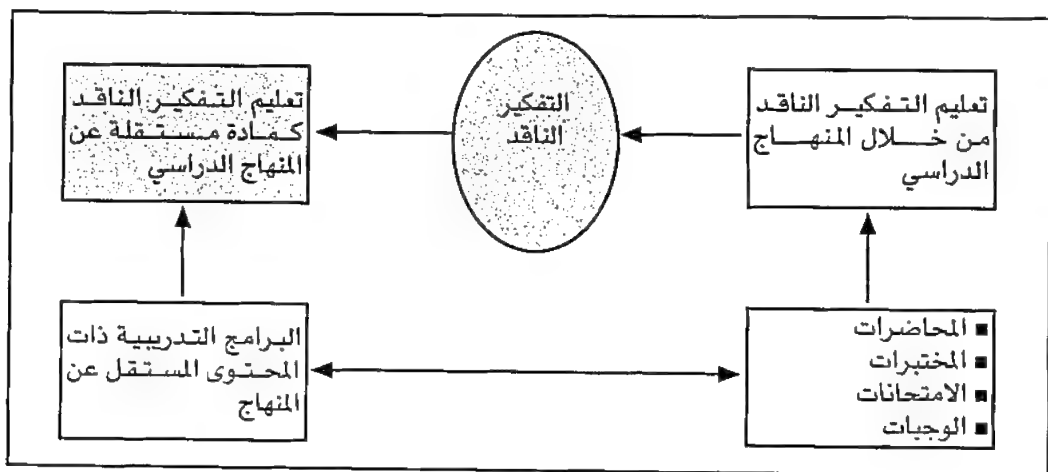 تعليم التفكير الناقد
من خلال المنهاج
الدراسي
التفكير
الناقد
تعليم التفكير الناقد
كمادة مستقلة عن
المنهاج الدراسي
■ المحاضرات
■ المختبرات
■ الامتحانات
■ الوجبات
البرامج التدريبية ذات
المحتوى المستقل عن
المنهاج